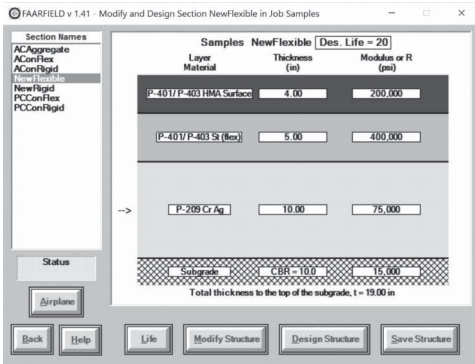 FAARFIELD v 1.41 - Modify and Design Section NewFlexible in Job Samples
Section Names
ACAggregate
AConFlex
AConRigid
NewFlexible
NewRigid
PCConFlex
PCConRigid
Samples NewFlexible Des. Life = 20
Layer Material Thickness (in) Modulus or R (psi)
P-401/ P-403 HMA Surface 4.00 200,000
P-401/ P-403 St (flex) 5.00 400,000
--> P-209 Cr Ag 10.00 75,000
Subgrade CBR = 10.0 15,000
Total thickness to the top of the subgrade, t = 19.00 in
Status
Airplane
Back Help Life Modify Structure Design Structure Save Structure